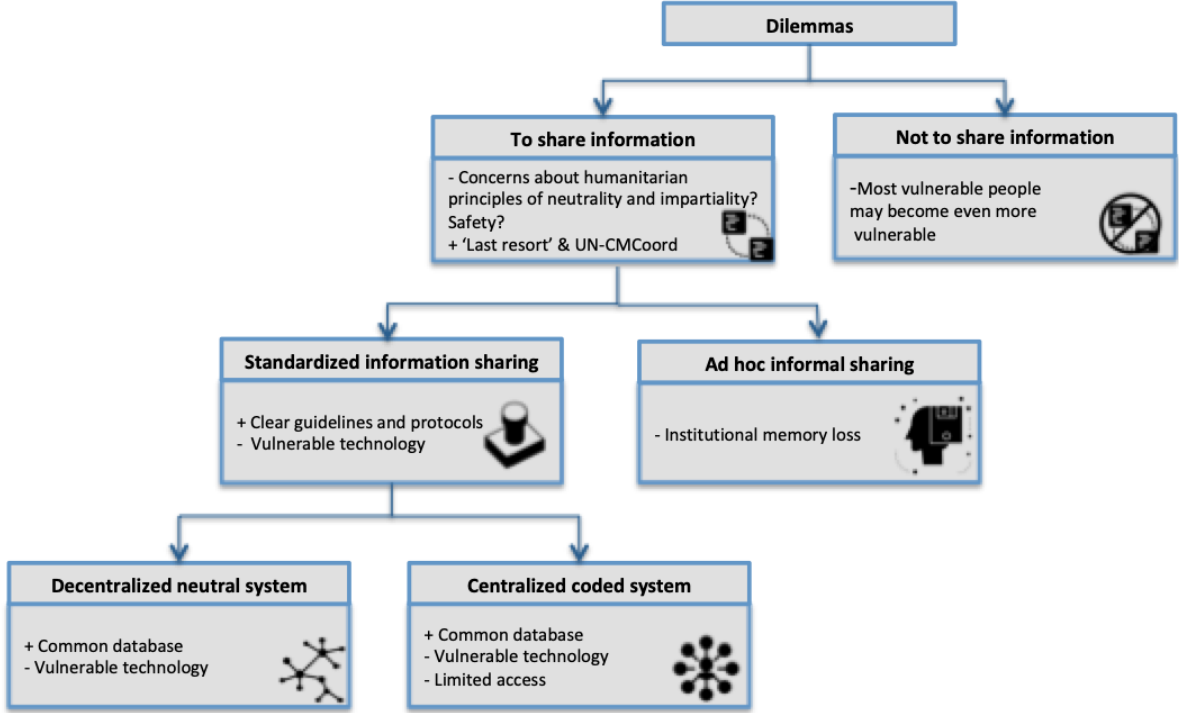 Dilemmas
To share information
- Concerns about humanitarian
principles of neutrality and impartiality?
Safety?
+ ‘Last resort’ & UN-CMCoord
Not to share information
-Most vulnerable people
may become even more
vulnerable
Standardized information sharing
+ Clear guidelines and protocols
- Vulnerable technology
Ad hoc informal sharing
- Institutional memory loss
Decentralized neutral system
+ Common database
- Vulnerable technology
Centralized coded system
+ Common database
- Vulnerable technology
- Limited access